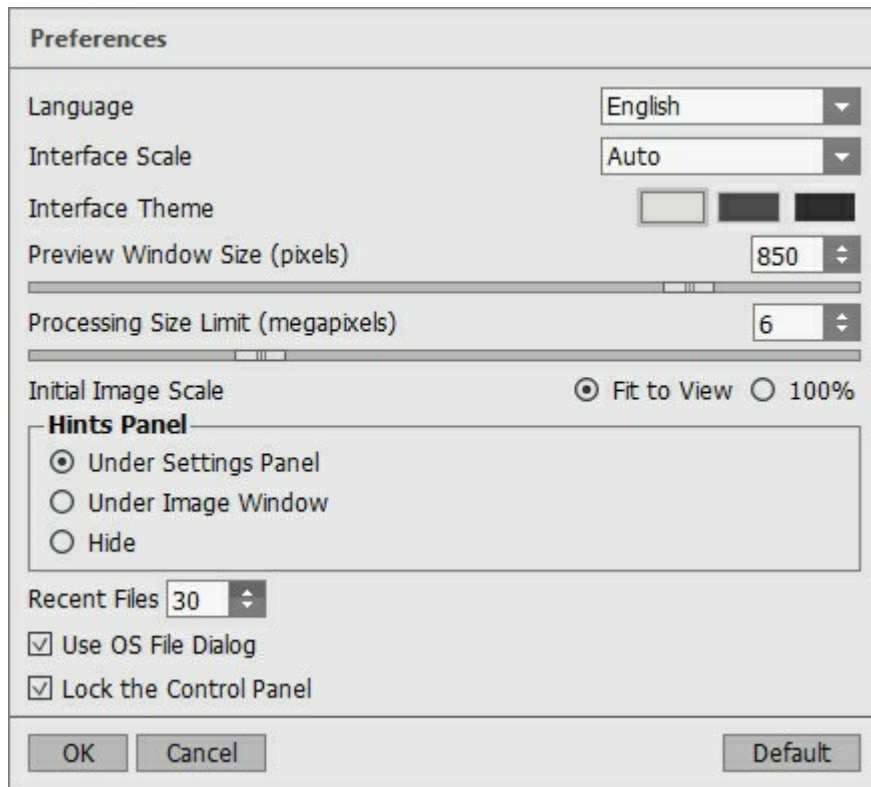 Preferences
Language English
Interface Scale Auto
Interface Theme
Preview Window Size (pixels) 850
Processing Size Limit (megapixels) 6
Initial Image Scale Fit to View 100%
Hints Panel
Under Settings Panel
Under Image Window
Hide
Recent Files 30
Use OS File Dialog
Lock the Control Panel
OK Cancel Default